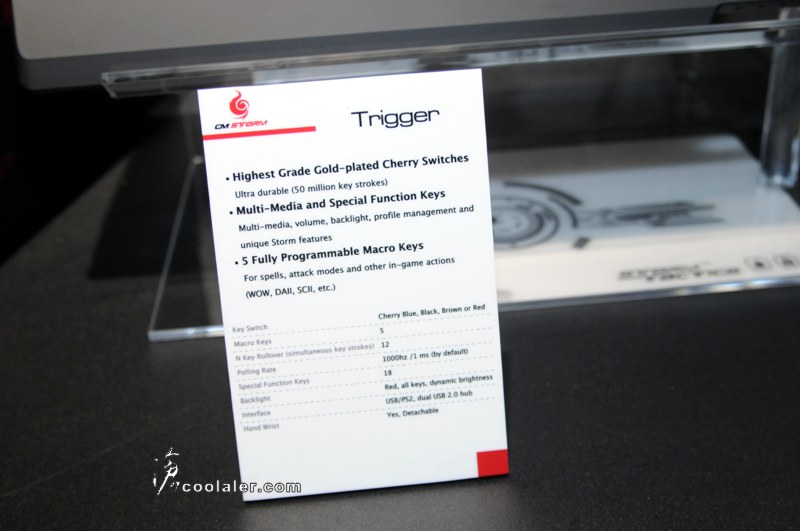 CM STORM
Trigger
• Highest Grade Gold-plated Cherry Switches
Ultra durable (50 million key strokes)
• Multi-Media and Special Function Keys
Multi-media, volume, backlight, profile management and
unique Storm features
• 5 Fully Programmable Macro Keys
For spells, attack modes and other in-game actions
(WOW, DAII, SCII, etc.)
Key Switch Cherry Blue, Black, Brown or Red
Macro Keys 5
N Key Rollover (simultaneous key strokes) 12
Polling Rate 1000hz /1 ms (by default)
Special Function Keys 18
Backlight Red, all keys, dynamic brightness
Interface USB/PS2, dual USB 2.0 hub
Hand Wrist Yes, Detachable
STORM
TACTICS
coolaler.com